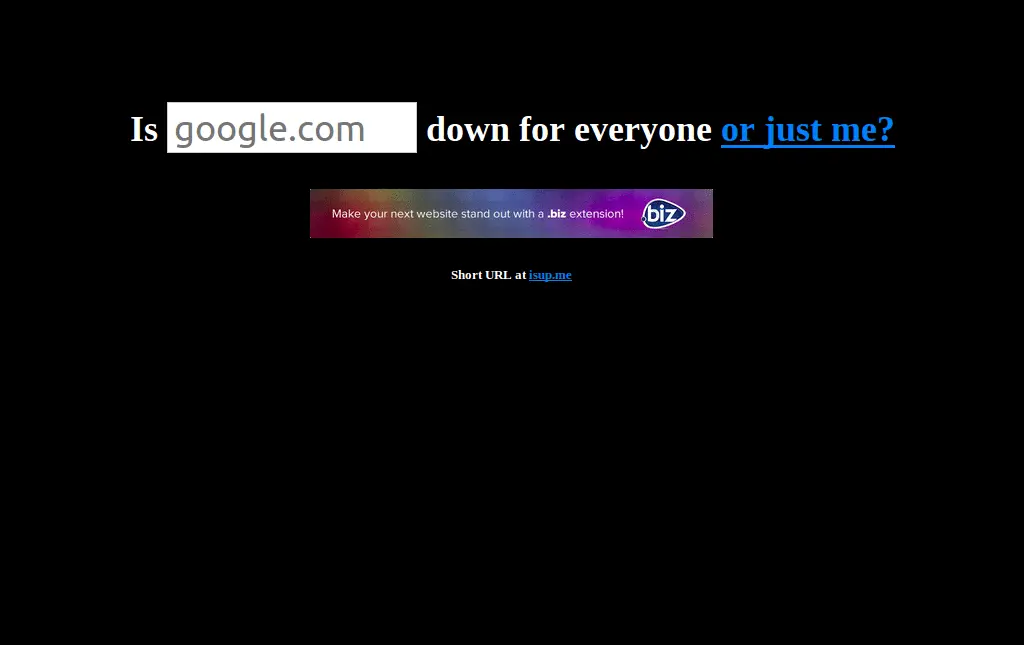 Is google.com down for everyone or just me?
Make your next website stand out with a .biz extension! .biz
Short URL at isup.me